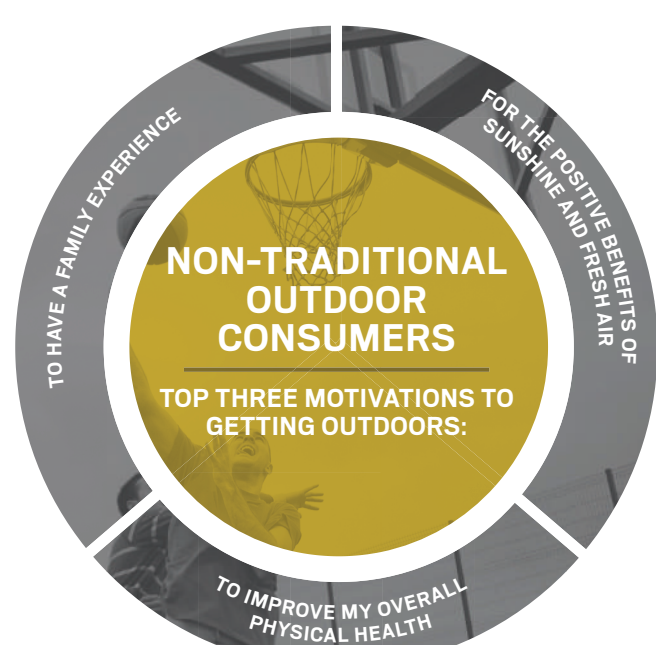 NON-TRADITIONAL
OUTDOOR
CONSUMERS
TOP THREE MOTIVATIONS TO
GETTING OUTDOORS:
TO HAVE A FAMILY EXPERIENCE
FOR THE POSITIVE BENEFITS OF
SUNSHINE AND FRESH AIR
TO IMPROVE MY OVERALL
PHYSICAL HEALTH